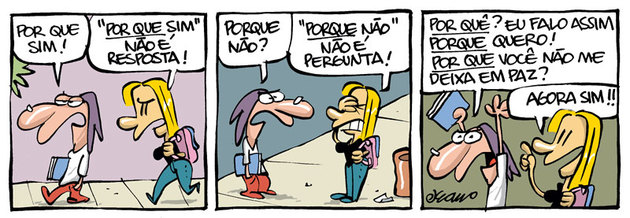 POR QUE
SIM!
"POR QUE SIM"
NÃO É
RESPOSTA!
PORQUE
NÃO?
"PORQUE NÃO"
NÃO É
PERGUNTA!
POR QUÊ? EU FALO ASSIM
PORQUE QUERO!
POR QUE VOCÊ NÃO ME
DEIXA EM PAZ?
AGORA SIM!!